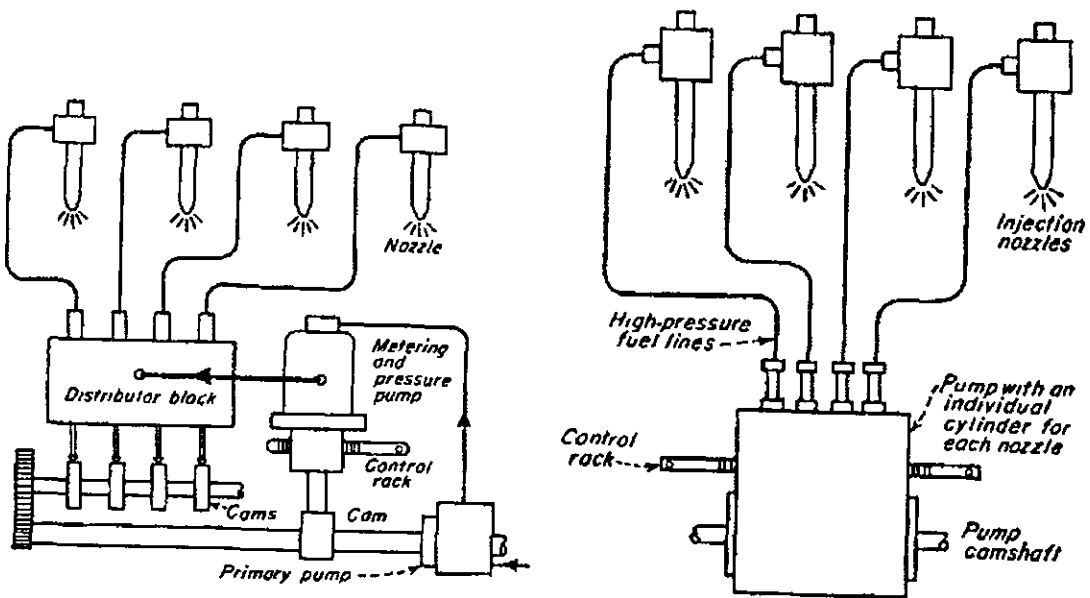 Nozzle
Metering
and
pressure
pump
Distributor block
Control
rack
Cams
Cam
Primary pump
Injection
nozzles
High-pressure
fuel lines
Pump with an
individual
cylinder for
each nozzle
Control
rack
Pump
camshaft